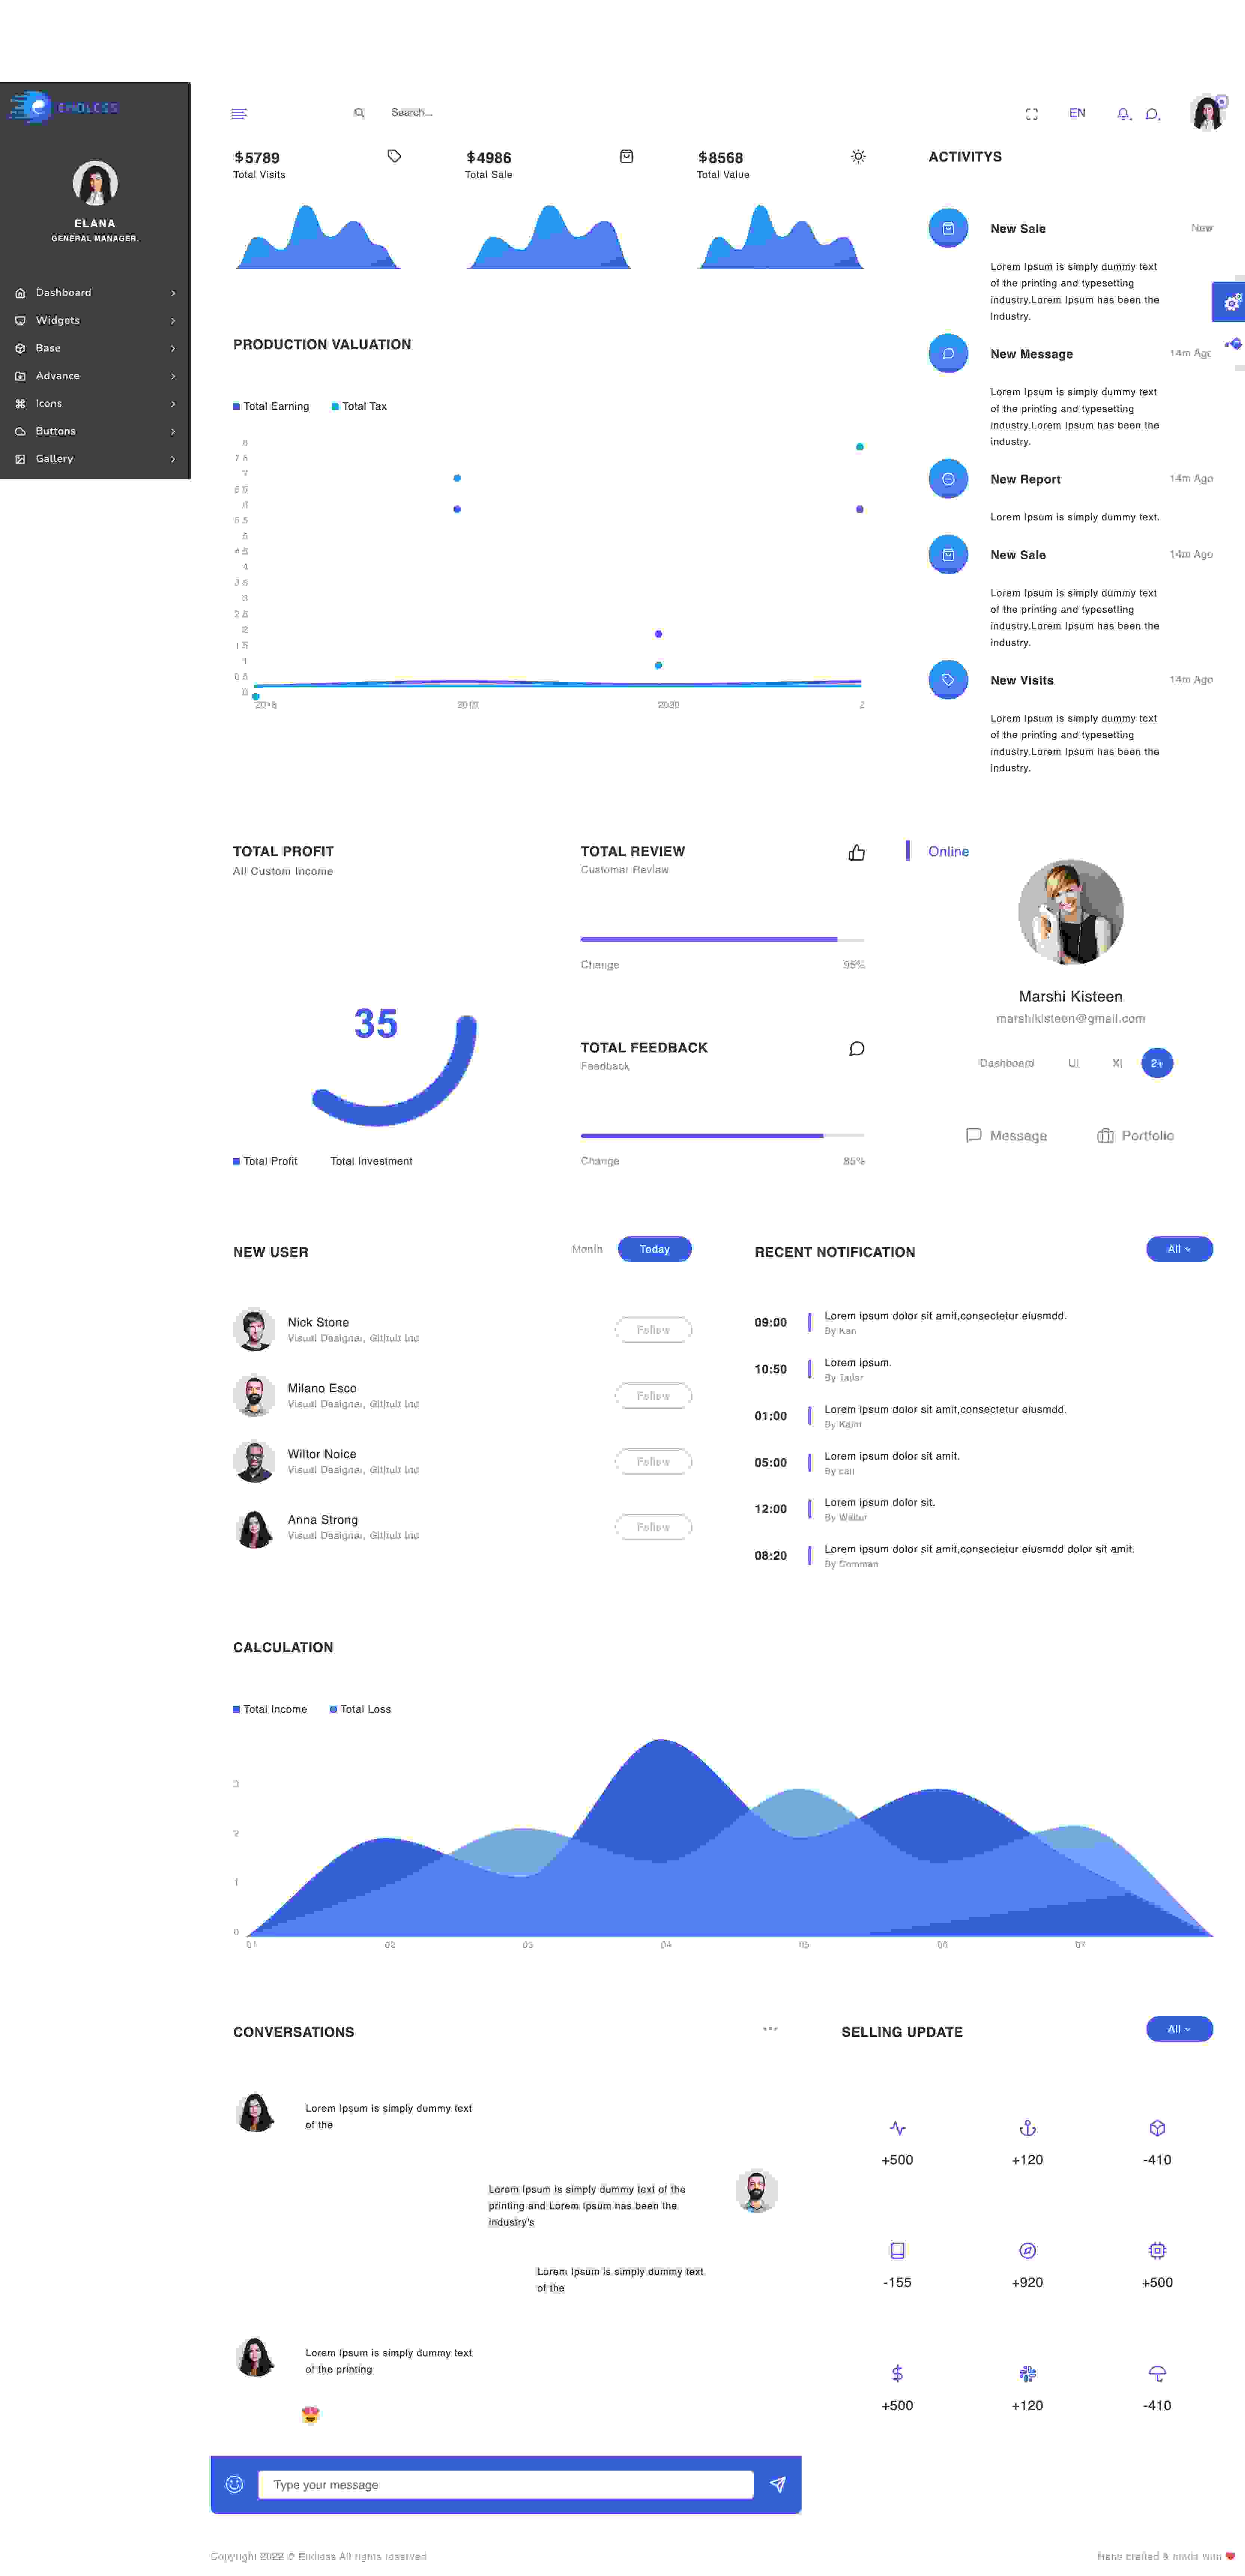 ENDLESS
Search...
EN
ELANA
GENERAL MANAGER.
Dashboard
Widgets
Base
Advance
Icons
Buttons
Gallery
$5789
Total Visits
$4986
Total Sale
$8568
Total Value
PRODUCTION VALUATION
Total Earning
Total Tax
8
7.5
7
6.5
6
5.5
5
4.5
4
3.5
3
2.5
2
1.5
1
0.5
0
2018
2019
2020
2
ACTIVITYS
New Sale
New
Lorem Ipsum is simply dummy text
of the printing and typesetting
industry.Lorem Ipsum has been the
industry.
New Message
14m Ago
Lorem Ipsum is simply dummy text
of the printing and typesetting
industry.Lorem Ipsum has been the
industry.
New Report
14m Ago
Lorem Ipsum is simply dummy text.
New Sale
14m Ago
Lorem Ipsum is simply dummy text
of the printing and typesetting
industry.Lorem Ipsum has been the
industry.
New Visits
14m Ago
Lorem Ipsum is simply dummy text
of the printing and typesetting
industry.Lorem Ipsum has been the
industry.
TOTAL PROFIT
All Custom Income
35
Total Profit
Total Investment
TOTAL REVIEW
Customer Review
Change
95%
TOTAL FEEDBACK
Feedback
Change
85%
Online
Marshi Kisteen
marshikisteen@gmail.com
Dashboard
UI
XI
2+
Message
Portfolio
NEW USER
Month
Today
Nick Stone
Visual Designer, Github Inc
Follow
Milano Esco
Visual Designer, Github Inc
Follow
Wiltor Noice
Visual Designer, Github Inc
Follow
Anna Strong
Visual Designer, Github Inc
Follow
RECENT NOTIFICATION
All
09:00
Lorem ipsum dolor sit amit,consectetur eiusmdd.
By Kan
10:50
Lorem ipsum.
By Tailer
01:00
Lorem ipsum dolor sit amit,consectetur eiusmdd.
By
05:00
Lorem ipsum dolor sit amit.
By
12:00
Lorem ipsum dolor sit.
By
08:20
Lorem ipsum dolor sit amit,consectetur eiusmdd dolor sit amit.
By Comman
CALCULATION
Total Income
Total Loss
3
2
1
0
01
02
03
04
05
06
07
CONVERSATIONS
Lorem Ipsum is simply dummy text
of the
Lorem Ipsum is simply dummy text of the
printing and Lorem Ipsum has been the
industry's
Lorem Ipsum is simply dummy text
of the
Lorem Ipsum is simply dummy text
of the printing
Type your message
SELLING UPDATE
All
+500
+120
-410
-155
+920
+500
+500
+120
-410
Copyright 2022 © Endless All rights reserved
Hand crafted & made with